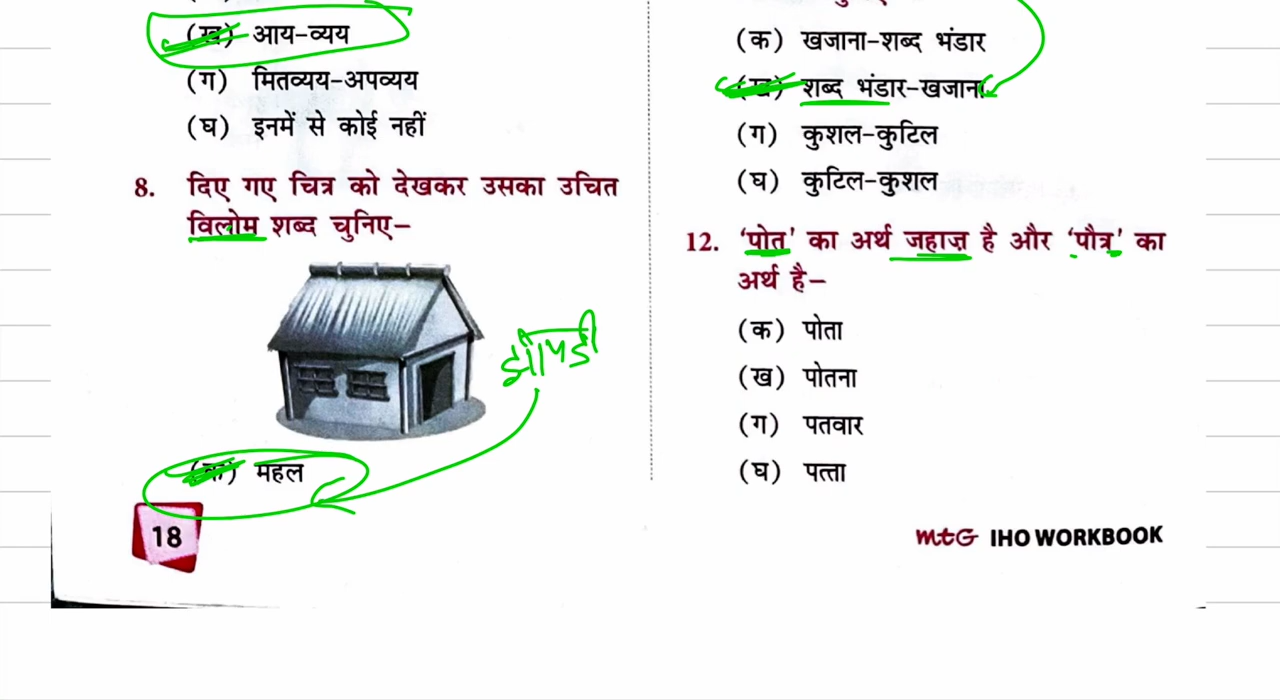 (ख) आय-व्यय
(ग) मितव्यय-अपव्यय
(घ) इनमें से कोई नहीं
8. दिए गए चित्र को देखकर उसका उचित
विलोम शब्द चुनिए-
झोंपड़ी
(क) महल
18
(क) खजाना-शब्द भंडार
(ख) शब्द भंडार-खजाना
(ग) कुशल-कुटिल
(घ) कुटिल-कुशल
12. 'पोत' का अर्थ जहाज़ है और 'पौत्र' का
अर्थ है-
(क) पोता
(ख) पोतना
(ग) पतवार
(घ) पत्ता
mtG IHO WORKBOOK